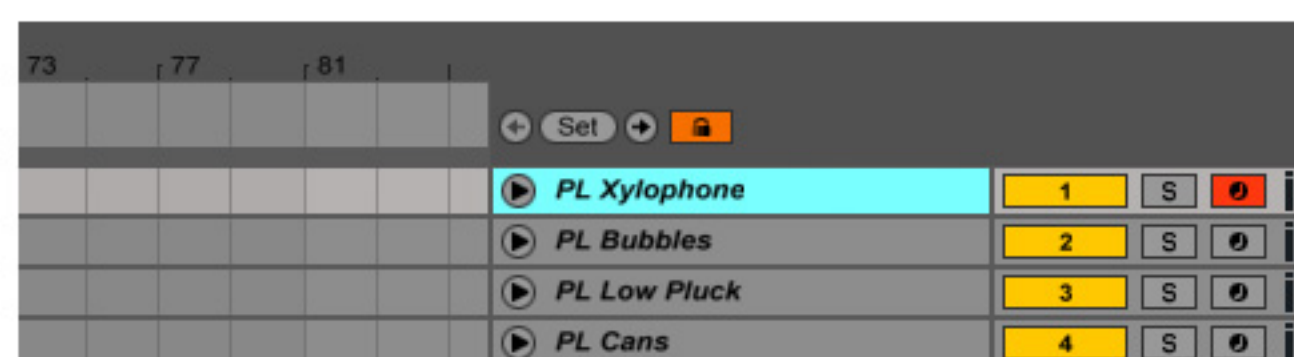 73 77 81
Set
PL Xylophone 1 S
PL Bubbles 2 S
PL Low Pluck 3 S
PL Cans 4 S